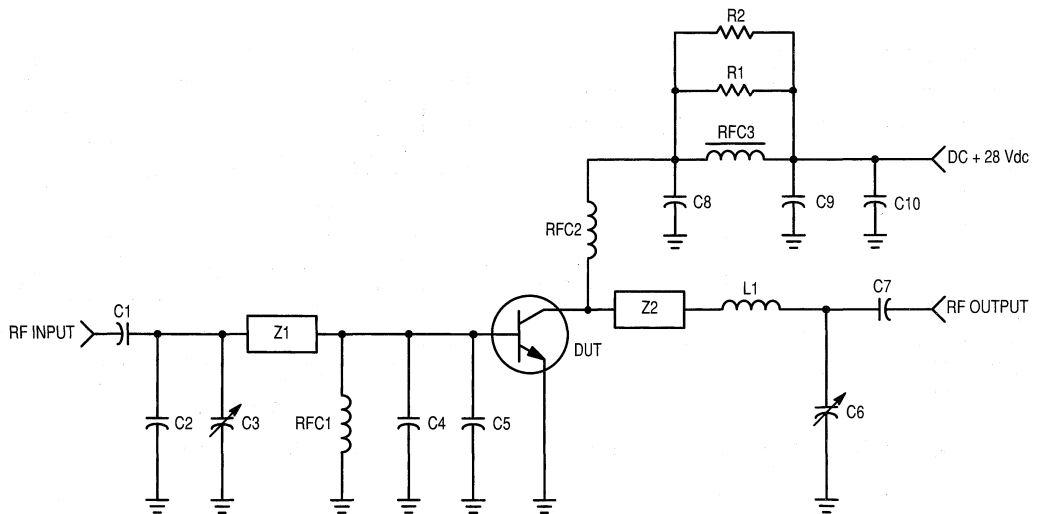 R2
R1
RFC3
DC + 28 Vdc
C8
C9
C10
RFC2
C1
L1
C7
RF INPUT
Z1
Z2
RF OUTPUT
DUT
C2
C3
RFC1
C4
C5
C6